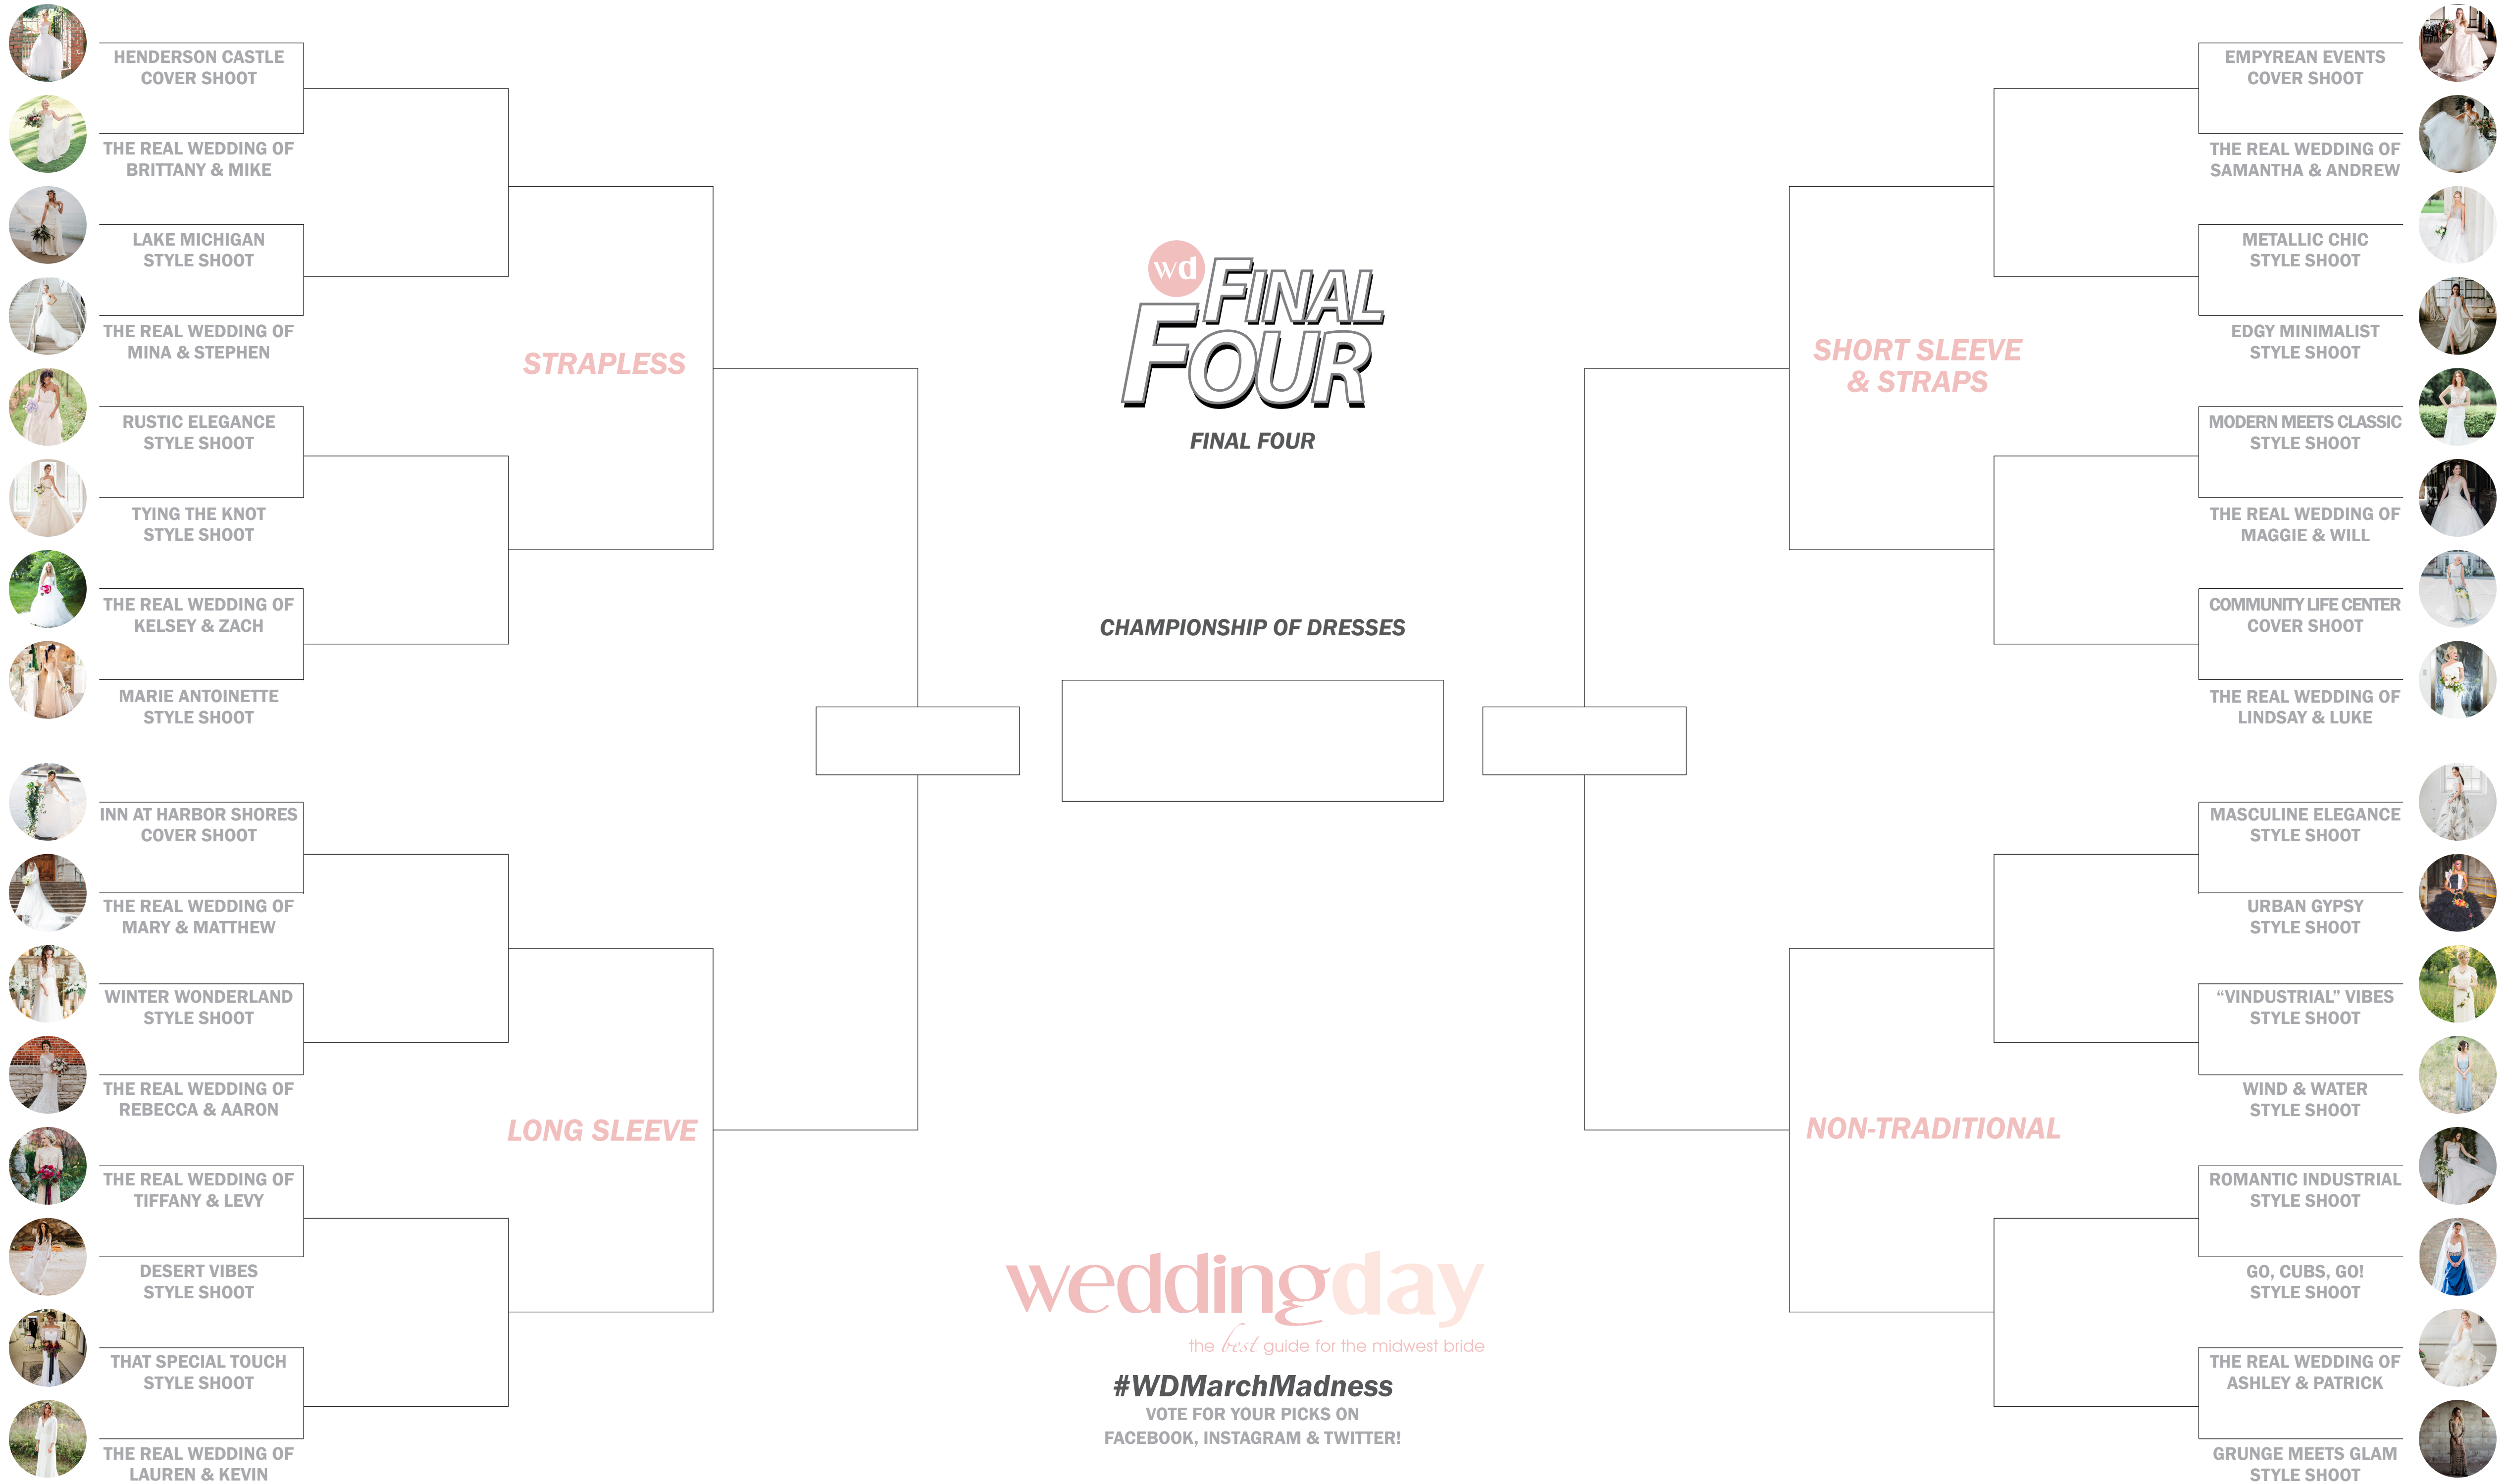 HENDERSON CASTLE
COVER SHOOT
THE REAL WEDDING OF
BRITTANY & MIKE
LAKE MICHIGAN
STYLE SHOOT
THE REAL WEDDING OF
MINA & STEPHEN
STRAPLESS
RUSTIC ELEGANCE
STYLE SHOOT
TYING THE KNOT
STYLE SHOOT
THE REAL WEDDING OF
KELSEY & ZACH
MARIE ANTOINETTE
STYLE SHOOT
INN AT HARBOR SHORES
COVER SHOOT
THE REAL WEDDING OF
MARY & MATTHEW
WINTER WONDERLAND
STYLE SHOOT
THE REAL WEDDING OF
REBECCA & AARON
LONG SLEEVE
THE REAL WEDDING OF
TIFFANY & LEVY
DESERT VIBES
STYLE SHOOT
THAT SPECIAL TOUCH
STYLE SHOOT
THE REAL WEDDING OF
LAUREN & KEVIN
wd
FINAL
FOUR
FINAL FOUR
CHAMPIONSHIP OF DRESSES
weddingday
the best guide for the midwest bride
#WDMarchMadness
VOTE FOR YOUR PICKS ON
FACEBOOK, INSTAGRAM & TWITTER!
EMPYREAN EVENTS
COVER SHOOT
THE REAL WEDDING OF
SAMANTHA & ANDREW
METALLIC CHIC
STYLE SHOOT
EDGY MINIMALIST
STYLE SHOOT
SHORT SLEEVE
& STRAPS
MODERN MEETS CLASSIC
STYLE SHOOT
THE REAL WEDDING OF
MAGGIE & WILL
COMMUNITY LIFE CENTER
COVER SHOOT
THE REAL WEDDING OF
LINDSAY & LUKE
MASCULINE ELEGANCE
STYLE SHOOT
URBAN GYPSY
STYLE SHOOT
“VINDUSTRIAL” VIBES
STYLE SHOOT
WIND & WATER
STYLE SHOOT
NON-TRADITIONAL
ROMANTIC INDUSTRIAL
STYLE SHOOT
GO, CUBS, GO!
STYLE SHOOT
THE REAL WEDDING OF
ASHLEY & PATRICK
GRUNGE MEETS GLAM
STYLE SHOOT